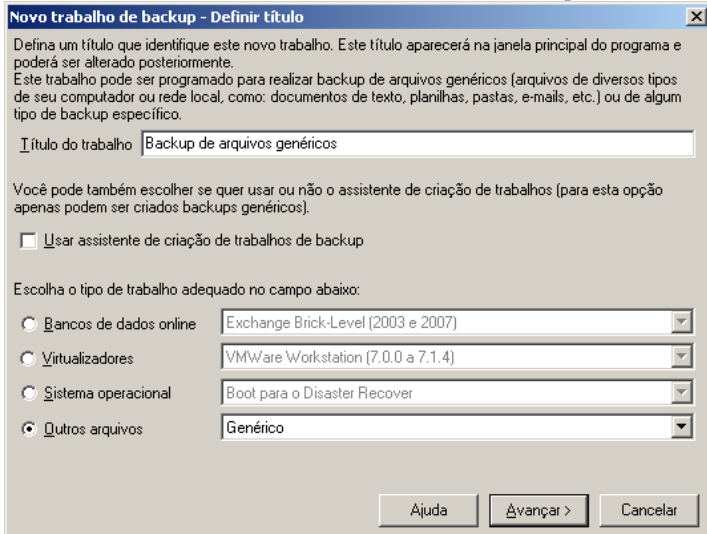 Novo trabalho de backup - Definir título
Defina um título que identifique este novo trabalho. Este título aparecerá na janela principal do programa e
poderá ser alterado posteriormente.
Este trabalho pode ser programado para realizar backup de arquivos genéricos (arquivos de diversos tipos
de seu computador ou rede local, como: documentos de texto, planilhas, pastas, e-mails, etc.) ou de algum
tipo de backup específico.
Título do trabalho Backup de arquivos genéricos
Você pode também escolher se quer usar ou não o assistente de criação de trabalhos (para esta opção
apenas podem ser criados backups genéricos).
Usar assistente de criação de trabalhos de backup
Escolha o tipo de trabalho adequado no campo abaixo:
Bancos de dados online Exchange Brick-Level (2003 e 2007)
Virtualizadores VMWare Workstation (7.0.0 a 7.1.4)
Sistema operacional Boot para o Disaster Recover
Outros arquivos Genérico
Ajuda Avançar > Cancelar